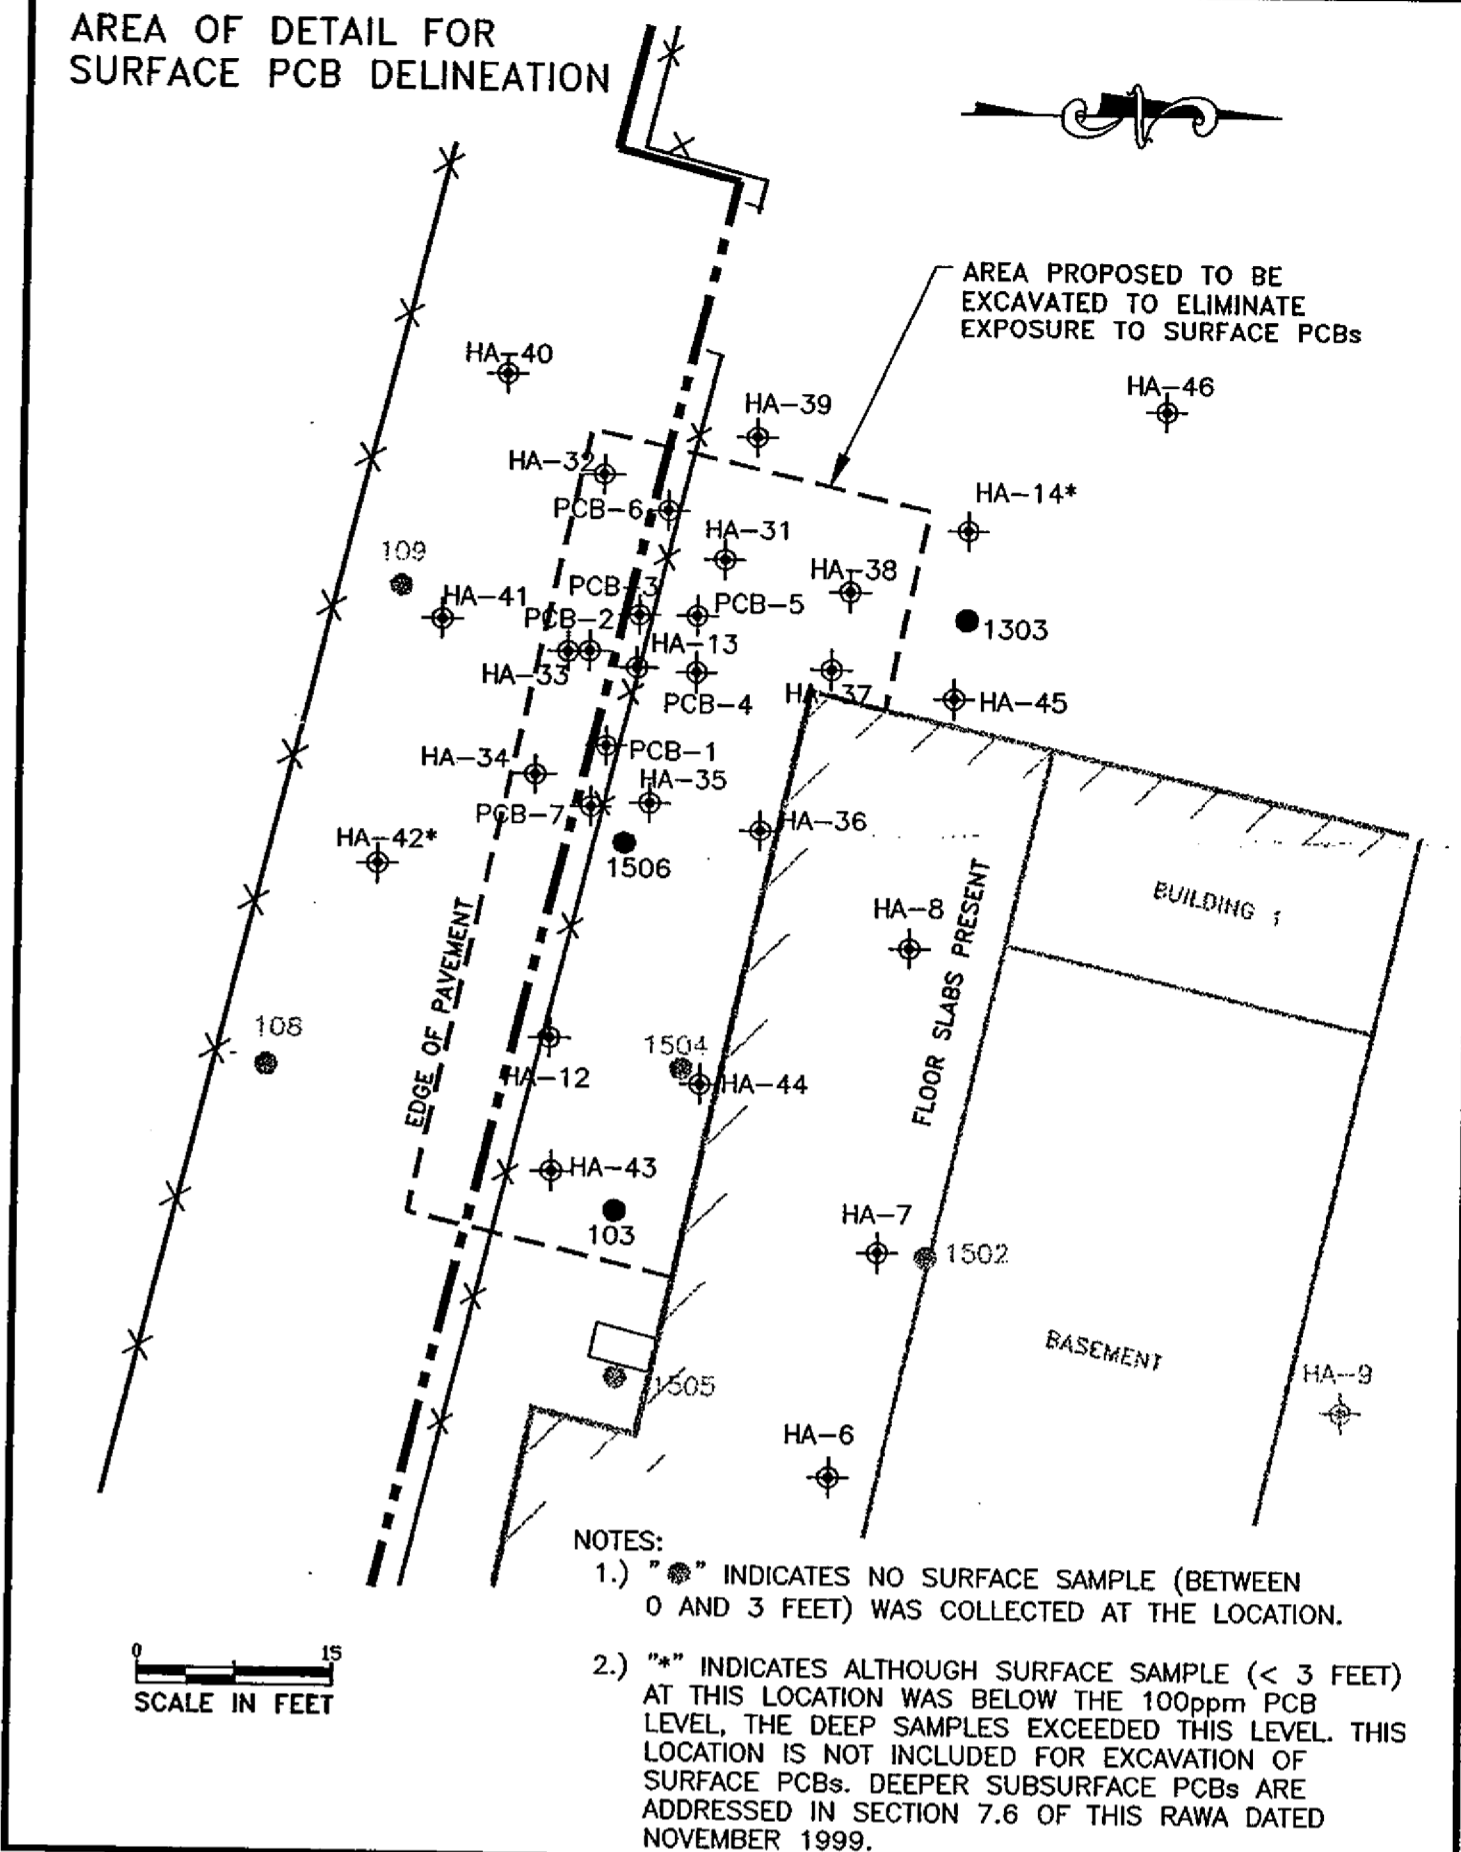 AREA OF DETAIL FOR
SURFACE PCB DELINEATION
AREA PROPOSED TO BE
EXCAVATED TO ELIMINATE
EXPOSURE TO SURFACE PCBs
HA-40
HA-39
HA-46
HA-32
HA-14*
PCB-6
HA-31
109
HA-38
PCB-3
HA-41
PCB-2
PCB-5
1303
HA-13
HA-33
PCB-4
HA-37
HA-45
HA-34
PCB-1
HA-35
PCB-7
HA-36
HA-42*
1506
BUILDING 1
HA-8
FLOOR SLABS PRESENT
EDGE OF PAVEMENT
108
1504
HA-12
HA-44
HA-43
103
HA-7
1502
BASEMENT
1505
HA-9
HA-6
NOTES:
1.) "●" INDICATES NO SURFACE SAMPLE (BETWEEN
0 AND 3 FEET) WAS COLLECTED AT THE LOCATION.
2.) "*" INDICATES ALTHOUGH SURFACE SAMPLE (< 3 FEET)
AT THIS LOCATION WAS BELOW THE 100ppm PCB
LEVEL, THE DEEP SAMPLES EXCEEDED THIS LEVEL. THIS
LOCATION IS NOT INCLUDED FOR EXCAVATION OF
SURFACE PCBs. DEEPER SUBSURFACE PCBs ARE
ADDRESSED IN SECTION 7.6 OF THIS RAWA DATED
NOVEMBER 1999.
0 15
SCALE IN FEET